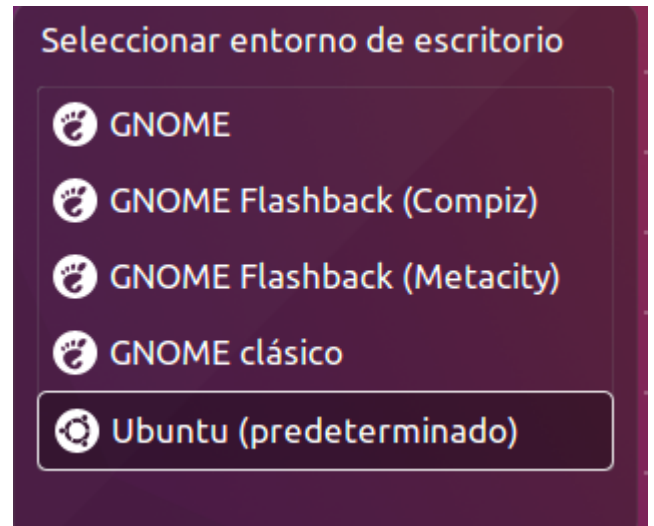 Seleccionar entorno de escritorio
GNOME
GNOME Flashback (Compiz)
GNOME Flashback (Metacity)
GNOME clásico
Ubuntu (predeterminado)